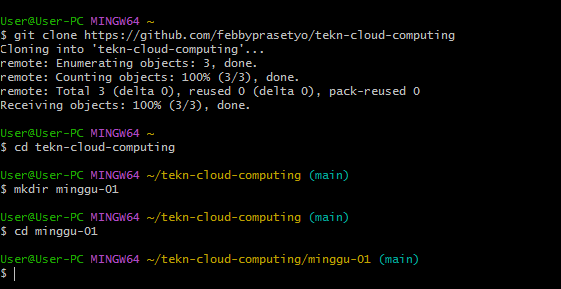 User@User-PC MINGW64 ~
$ git clone https://github.com/febbyprasetyo/tekn-cloud-computing
Cloning into 'tekn-cloud-computing'...
remote: Enumerating objects: 3, done.
remote: Counting objects: 100% (3/3), done.
remote: Total 3 (delta 0), reused 0 (delta 0), pack-reused 0
Receiving objects: 100% (3/3), done.
User@User-PC MINGW64 ~
$ cd tekn-cloud-computing
User@User-PC MINGW64 ~/tekn-cloud-computing (main)
$ mkdir minggu-01
User@User-PC MINGW64 ~/tekn-cloud-computing (main)
$ cd minggu-01
User@User-PC MINGW64 ~/tekn-cloud-computing/minggu-01 (main)
$